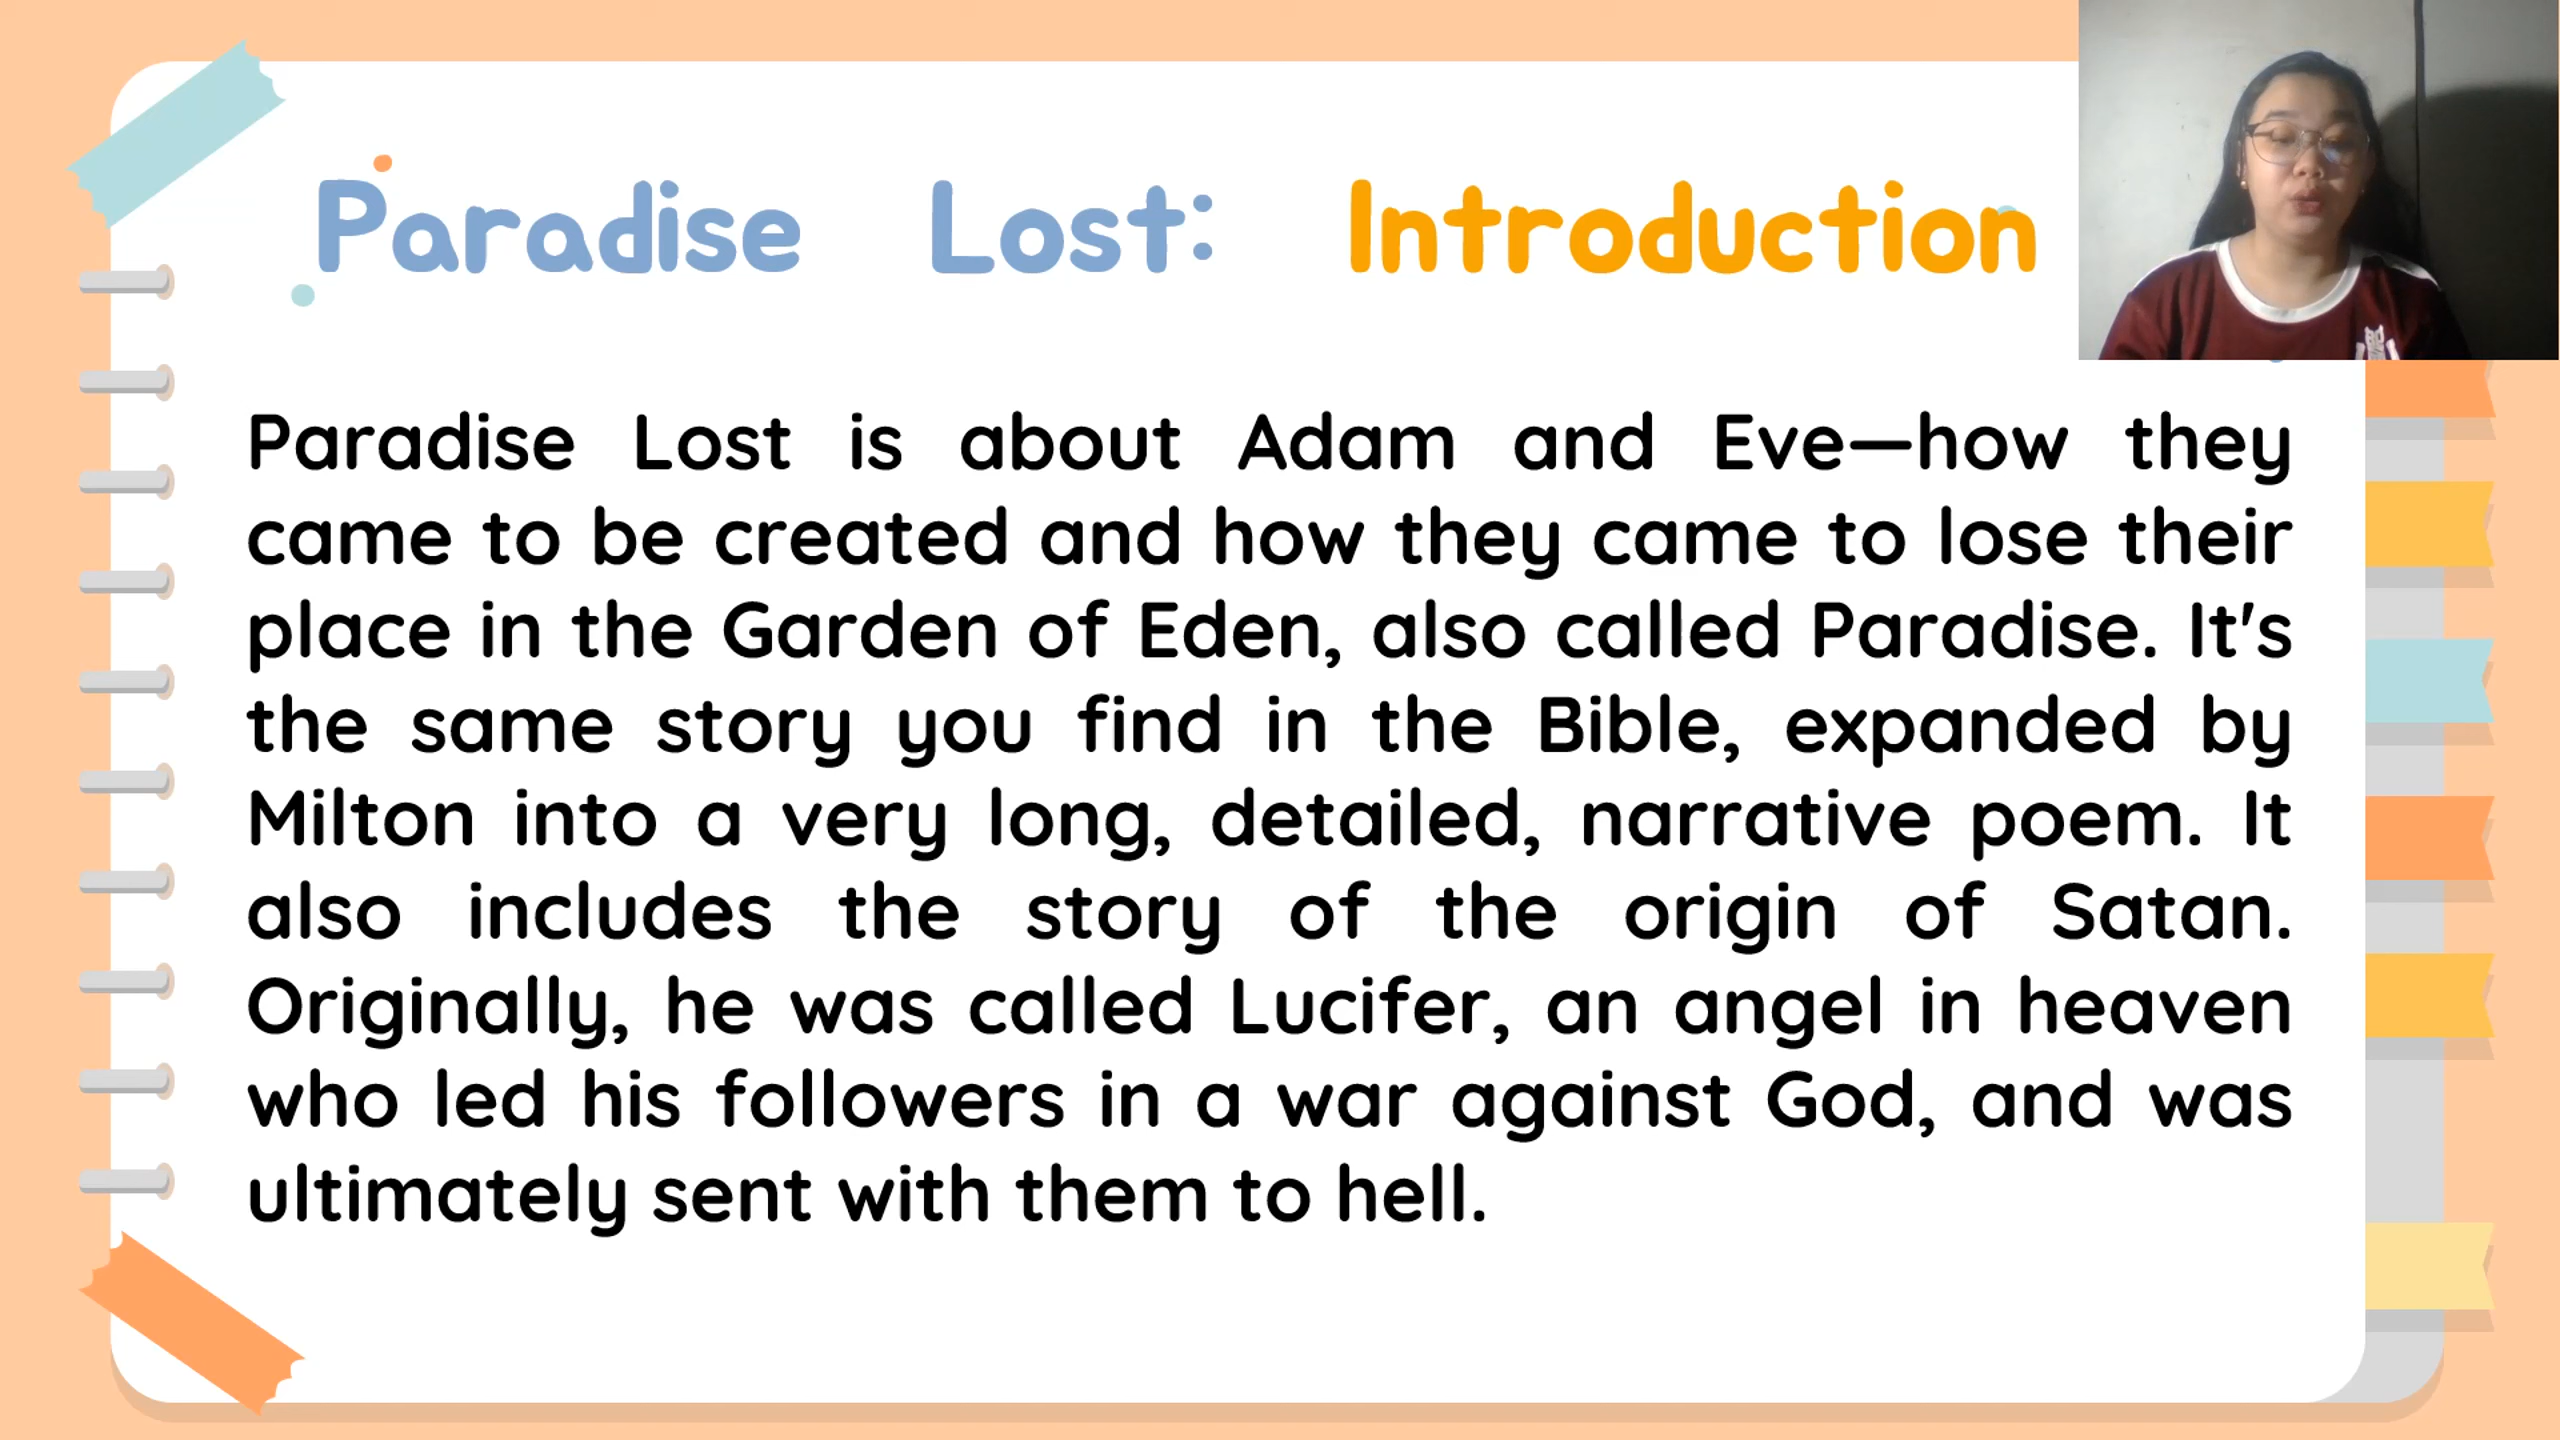 Paradise Lost: Introduction
Paradise Lost is about Adam and Eve—how they
came to be created and how they came to lose their
place in the Garden of Eden, also called Paradise. It's
the same story you find in the Bible, expanded by
Milton into a very long, detailed, narrative poem. It
also includes the story of the origin of Satan.
Originally, he was called Lucifer, an angel in heaven
who led his followers in a war against God, and was
ultimately sent with them to hell.